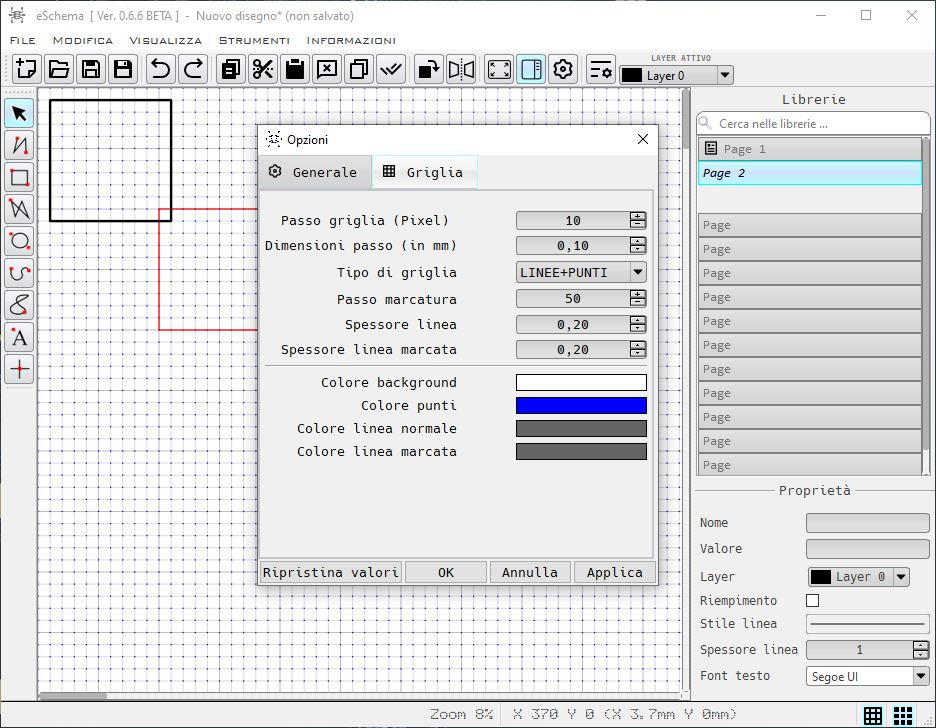 eSchema [ Ver. 0.6.6 BETA ] - Nuovo disegno* (non salvato)
FILE MODIFICA VISUALIZZA STRUMENTI INFORMAZIONI
LAYER ATTIVO
Layer 0
Librerie
Cerca nelle librerie ...
Page 1
Page 2
Page
Page
Page
Page
Page
Page
Page
Page
Page
Page
Page
Opzioni
Generale Griglia
Passo griglia (Pixel) 10
Dimensioni passo (in mm) 0,10
Tipo di griglia LINEE+PUNTI
Passo marcatura 50
Spessore linea 0,20
Spessore linea marcata 0,20
Colore background
Colore punti
Colore linea normale
Colore linea marcata
Ripristina valori OK Annulla Applica
Proprietà
Nome
Valore
Layer Layer 0
Riempimento
Stile linea
Spessore linea 1
Font testo Segoe UI
Zoom 8% X 370 Y 0 (X 3.7mm Y 0mm)